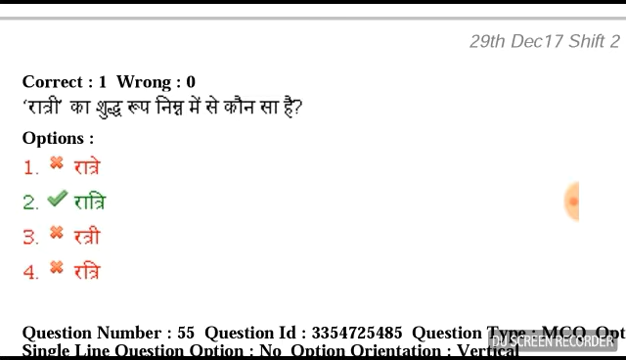 29th Dec17 Shift 2
Correct : 1 Wrong : 0
‘रात्री’ का शुद्ध रूप निम्न में से कौन सा है?
Options :
1. ✖ रात्रे
2. ✔ रात्रि
3. ✖ रत्री
4. ✖ रत्रि
Question Number : 55 Question Id : 3354725485 Question Type : MCQ Opt
Single Line Question Option : No Option Orientation : Vertical
DU SCREEN RECORDER